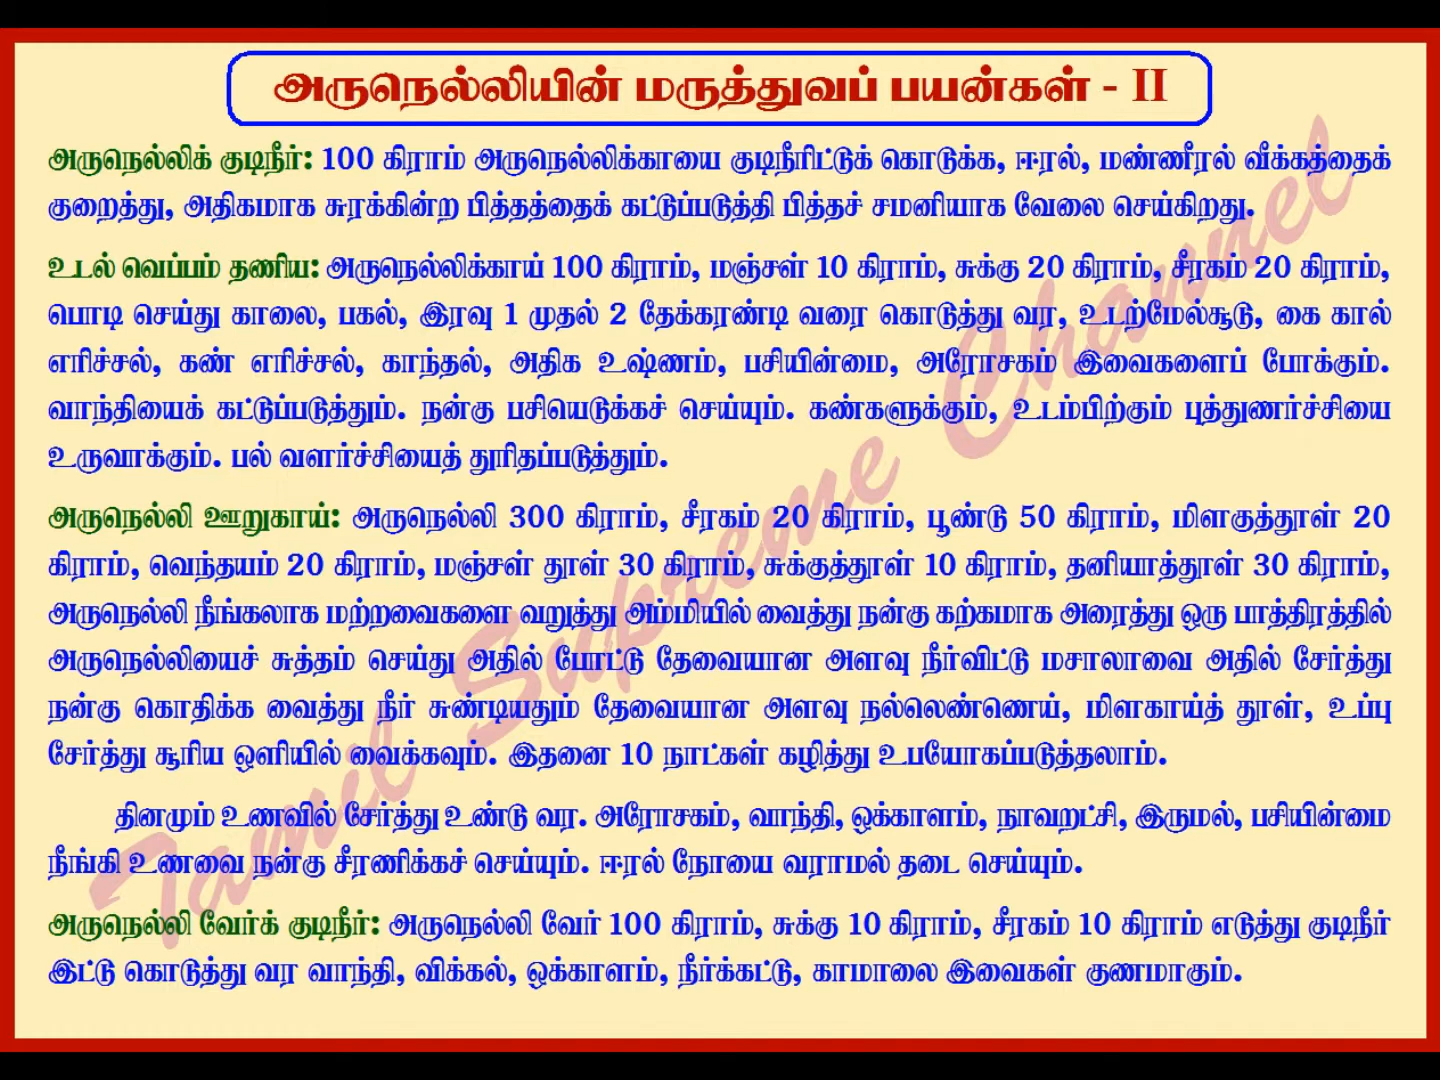 அருநெல்லியின் மருத்துவப் பயன்கள் - II
அருநெல்லிக் குடிநீர்: 100 கிராம் அருநெல்லிக்காயை குடிநீரிட்டுக் கொடுக்க, ஈரல், மண்ணீரல் வீக்கத்தைக்
குறைத்து, அதிகமாக சுரக்கின்ற பித்தத்தைக் கட்டுப்படுத்தி பித்தச் சமனியாக வேலை செய்கிறது.
உடல் வெப்பம் தணிய: அருநெல்லிக்காய் 100 கிராம், மஞ்சள் 10 கிராம், சுக்கு 20 கிராம், சீரகம் 20 கிராம்,
பொடி செய்து காலை, பகல், இரவு 1 முதல் 2 தேக்கரண்டி வரை கொடுத்து வர, உடற்மேல்சூடு, கை கால்
எரிச்சல், கண் எரிச்சல், காந்தல், அதிக உஷ்ணம், பசியின்மை, அரோசகம் இவைகளைப் போக்கும்.
வாந்தியைக் கட்டுப்படுத்தும். நன்கு பசியெடுக்கச் செய்யும். கண்களுக்கும், உடம்பிற்கும் புத்துணர்ச்சியை
உருவாக்கும். பல் வளர்ச்சியைத் துரிதப்படுத்தும்.
அருநெல்லி ஊறுகாய்: அருநெல்லி 300 கிராம், சீரகம் 20 கிராம், பூண்டு 50 கிராம், மிளகுத்தூள் 20
கிராம், வெந்தயம் 20 கிராம், மஞ்சள் தூள் 30 கிராம், சுக்குத்தூள் 10 கிராம், தனியாத்தூள் 30 கிராம்,
அருநெல்லி நீங்கலாக மற்றவைகளை வறுத்து அம்மியில் வைத்து நன்கு கற்கமாக அரைத்து ஒரு பாத்திரத்தில்
அருநெல்லியைச் சுத்தம் செய்து அதில் போட்டு தேவையான அளவு நீர்விட்டு மசாலாவை அதில் சேர்த்து
நன்கு கொதிக்க வைத்து நீர் சுண்டியதும் தேவையான அளவு நல்லெண்ணெய், மிளகாய்த் தூள், உப்பு
சேர்த்து சூரிய ஒளியில் வைக்கவும். இதனை 10 நாட்கள் கழித்து உபயோகப்படுத்தலாம்.
தினமும் உணவில் சேர்த்து உண்டு வர. அரோசகம், வாந்தி, ஒக்காளம், நாவறட்சி, இருமல், பசியின்மை
நீங்கி உணவை நன்கு சீரணிக்கச் செய்யும். ஈரல் நோயை வராமல் தடை செய்யும்.
அருநெல்லி வேர்க் குடிநீர்: அருநெல்லி வேர் 100 கிராம், சுக்கு 10 கிராம், சீரகம் 10 கிராம் எடுத்து குடிநீர்
இட்டு கொடுத்து வர வாந்தி, விக்கல், ஒக்காளம், நீர்க்கட்டு, காமாலை இவைகள் குணமாகும்.
Tamil Supreme Channel